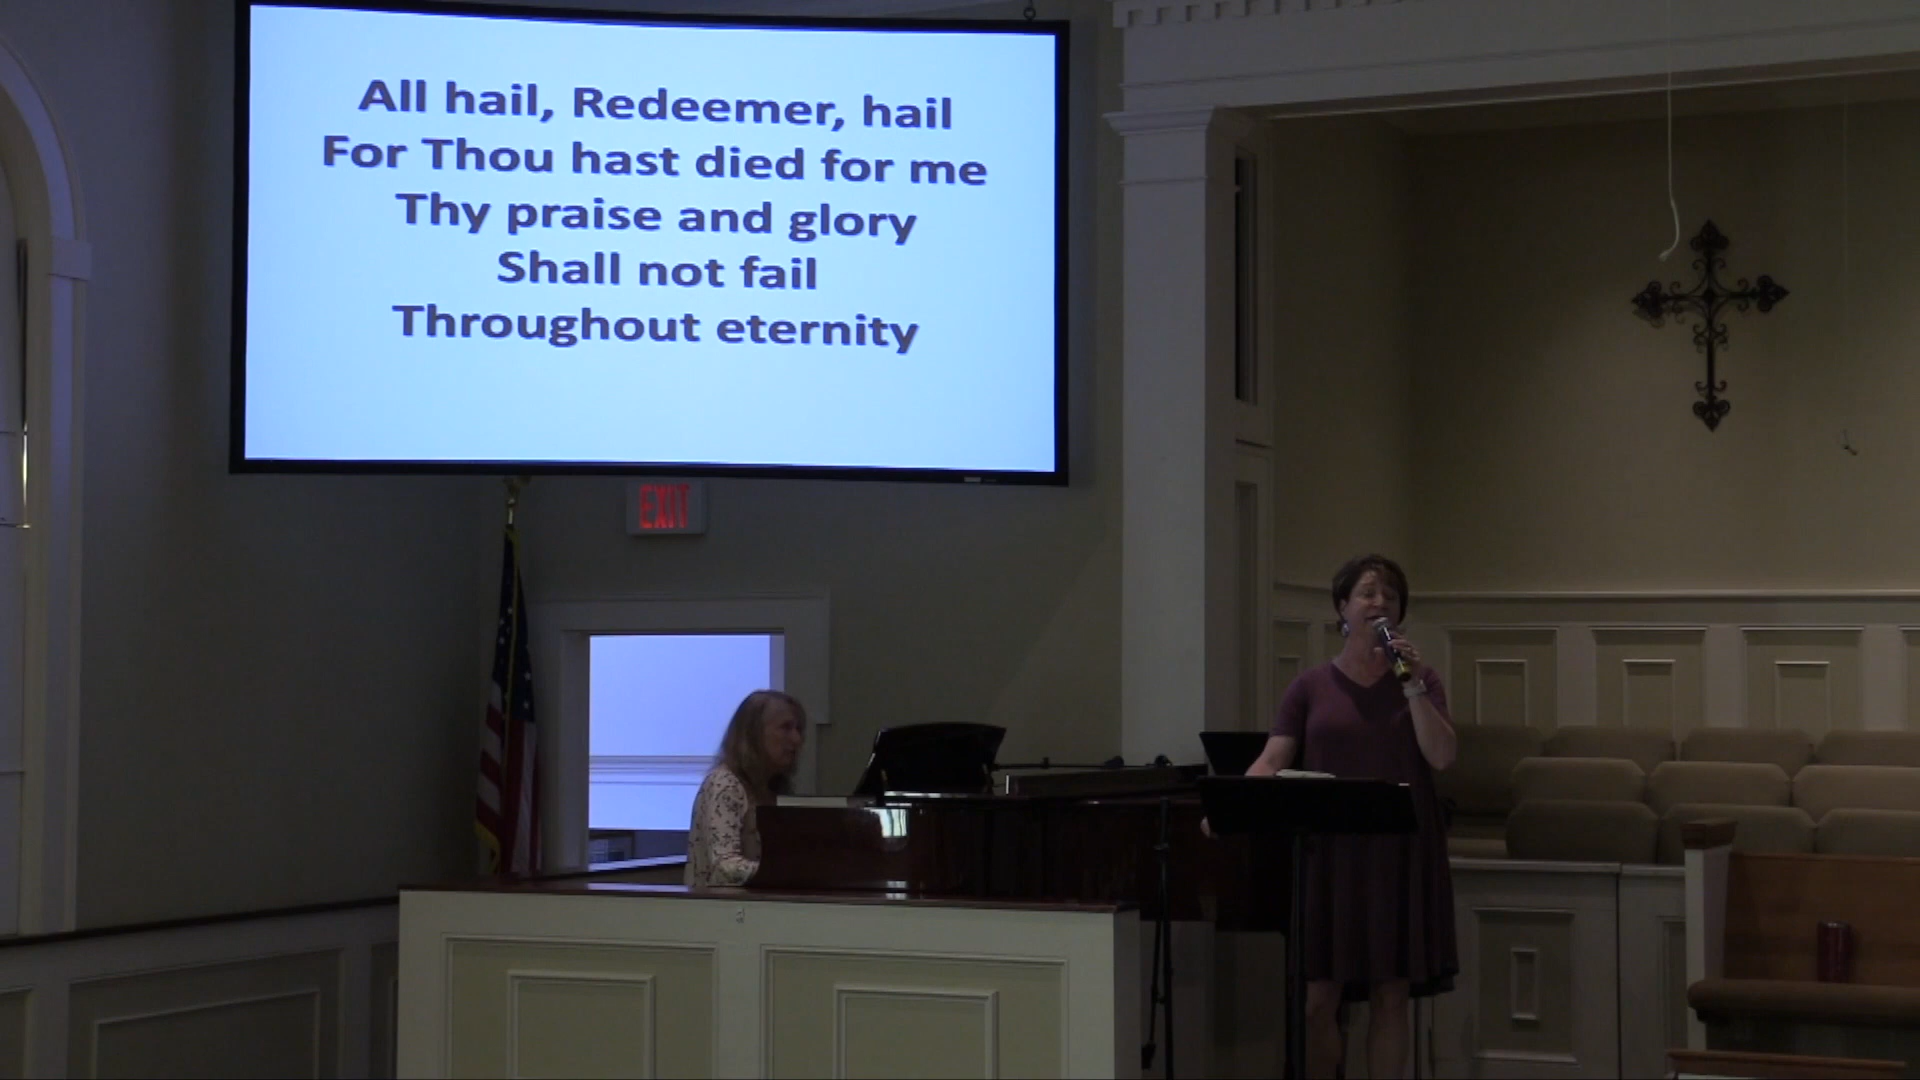 All hail, Redeemer, hail
For Thou hast died for me
Thy praise and glory
Shall not fail
Throughout eternity
EXIT